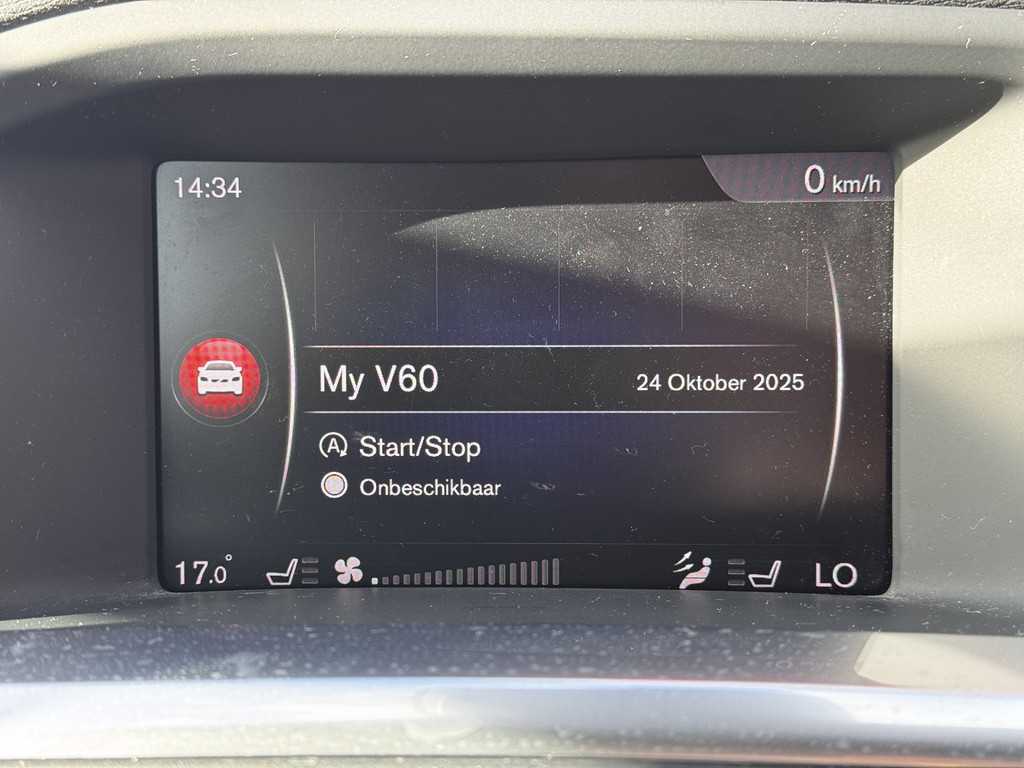 14:34
0 km/h
My V60
24 Oktober 2025
A Start/Stop
Onbeschikbaar
17.0°
LO